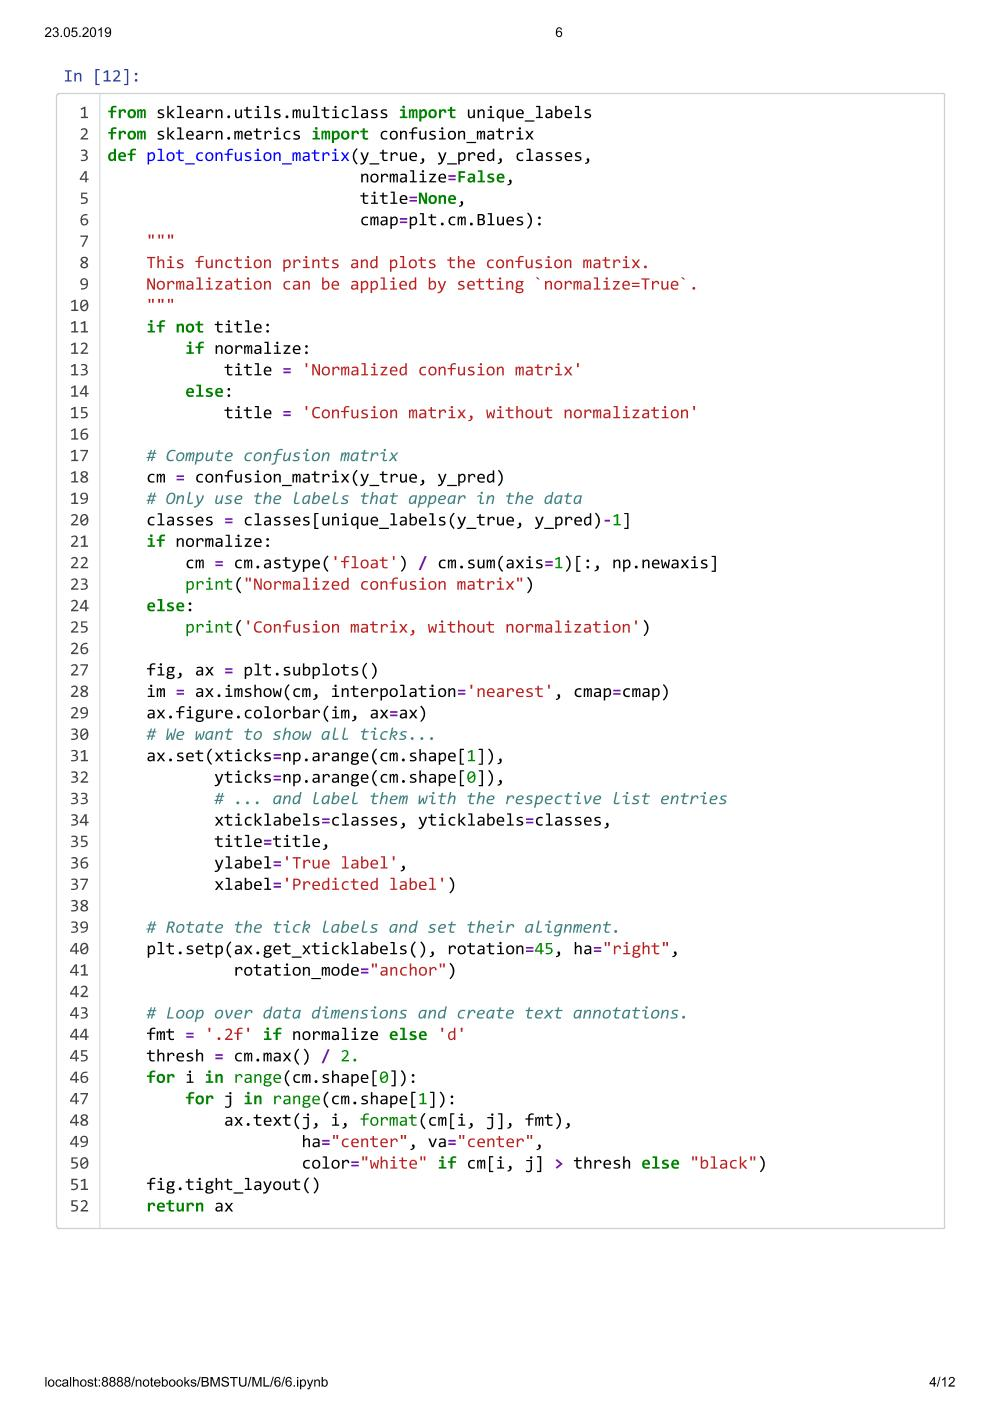 23.05.2019 6
In [12]:
1 from sklearn.utils.multiclass import unique_labels
2 from sklearn.metrics import confusion_matrix
3 def plot_confusion_matrix(y_true, y_pred, classes,
4                           normalize=False,
5                           title=None,
6                           cmap=plt.cm.Blues):
7     """
8     This function prints and plots the confusion matrix.
9     Normalization can be applied by setting `normalize=True`.
10     """
11     if not title:
12         if normalize:
13             title = 'Normalized confusion matrix'
14         else:
15             title = 'Confusion matrix, without normalization'
16
17     # Compute confusion matrix
18     cm = confusion_matrix(y_true, y_pred)
19     # Only use the labels that appear in the data
20     classes = classes[unique_labels(y_true, y_pred)-1]
21     if normalize:
22         cm = cm.astype('float') / cm.sum(axis=1)[:, np.newaxis]
23         print("Normalized confusion matrix")
24     else:
25         print('Confusion matrix, without normalization')
26
27     fig, ax = plt.subplots()
28     im = ax.imshow(cm, interpolation='nearest', cmap=cmap)
29     ax.figure.colorbar(im, ax=ax)
30     # We want to show all ticks...
31     ax.set(xticks=np.arange(cm.shape[1]),
32            yticks=np.arange(cm.shape[0]),
33            # ... and label them with the respective list entries
34            xticklabels=classes, yticklabels=classes,
35            title=title,
36            ylabel='True label',
37            xlabel='Predicted label')
38
39     # Rotate the tick labels and set their alignment.
40     plt.setp(ax.get_xticklabels(), rotation=45, ha="right",
41              rotation_mode="anchor")
42
43     # Loop over data dimensions and create text annotations.
44     fmt = '.2f' if normalize else 'd'
45     thresh = cm.max() / 2.
46     for i in range(cm.shape[0]):
47         for j in range(cm.shape[1]):
48             ax.text(j, i, format(cm[i, j], fmt),
49                     ha="center", va="center",
50                     color="white" if cm[i, j] > thresh else "black")
51     fig.tight_layout()
52     return ax
localhost:8888/notebooks/BMSTU/ML/6/6.ipynb 4/12